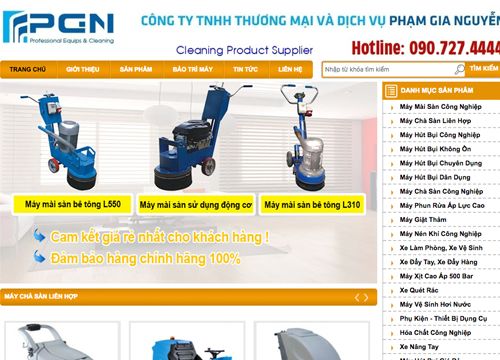 PGN
Professional Equips & Cleaning
CÔNG TY TNHH THƯƠNG MẠI VÀ DỊCH VỤ PHẠM GIA NGUYỄN
Cleaning Product Supplier
Hotline: 090.727.4444
TRANG CHỦ GIỚI THIỆU SẢN PHẨM BẢO TRÌ MÁY TIN TỨC LIÊN HỆ
Nhập từ khóa tìm kiếm
TÌM KIẾM
Máy mài sàn bê tông L550
Máy mài sàn sử dụng động cơ
Máy mài sàn bê tông L310
Cam kết giá rẻ nhất cho khách hàng !
Đảm bảo hàng chính hãng 100%
MÁY CHÀ SÀN LIÊN HỢP
DANH MỤC SẢN PHẨM
Máy Mài Sàn Công Nghiệp
Máy Chà Sàn Liên Hợp
Máy Hút Bụi Công Nghiệp
Máy Hút Bụi Không Ồn
Máy Hút Bụi Chuyên Dụng
Máy Hút Bụi Dân Dụng
Máy Chà Sàn Công Nghiệp
Máy Phun Rửa Áp Lực Cao
Máy Giặt Thảm
Máy Nén Khí Công Nghiệp
Xe Làm Phòng, Xe Vệ Sinh
Xe Đẩy Tay, Xe Đẩy Hàng
Máy Xịt Cao Áp 500 Bar
Xe Quét Rác
Máy Vệ Sinh Hơi Nước
Phụ Kiện - Thiết Bị Dụng Cụ
Hóa Chất Công Nghiệp
Xe Nâng Tay